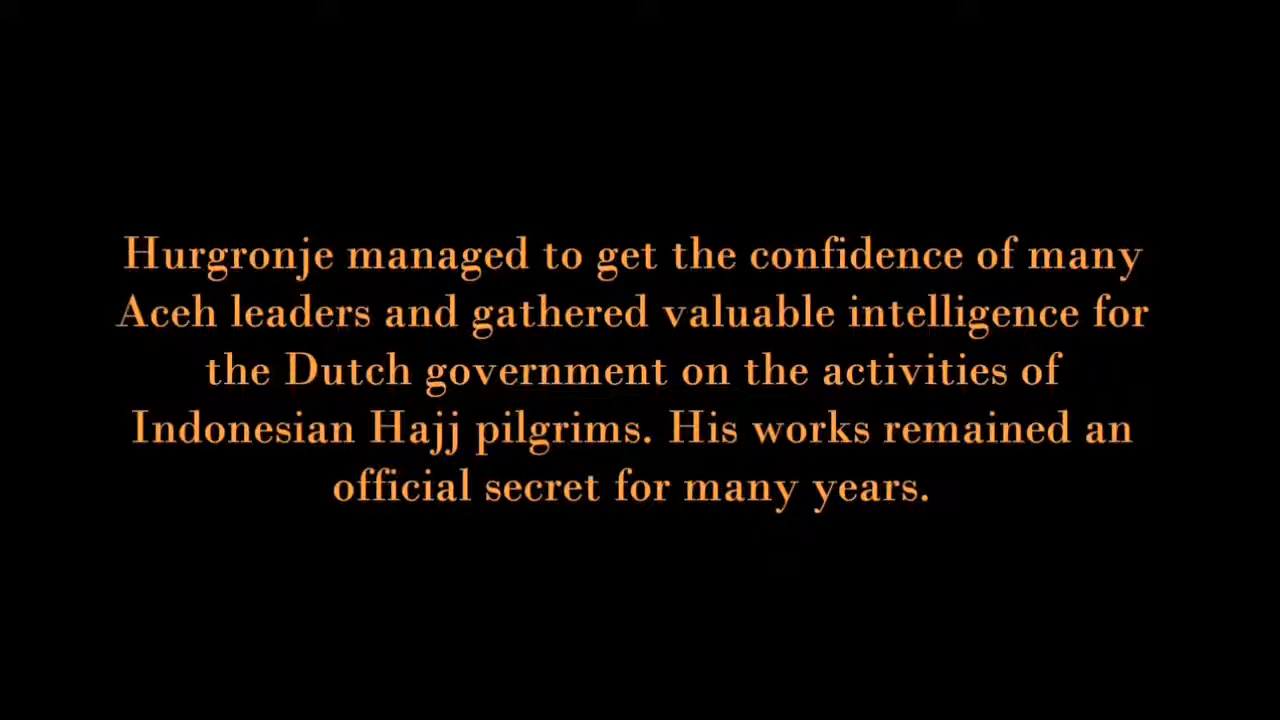 Hurgronje managed to get the confidence of many
Aceh leaders and gathered valuable intelligence for
the Dutch government on the activities of
Indonesian Hajj pilgrims. His works remained an
official secret for many years.